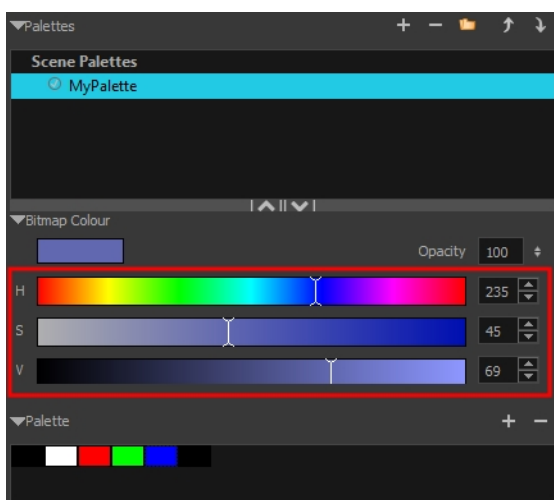 Palettes
Scene Palettes
MyPalette
Bitmap Colour
Opacity 100
H 235
S 45
V 69
Palette